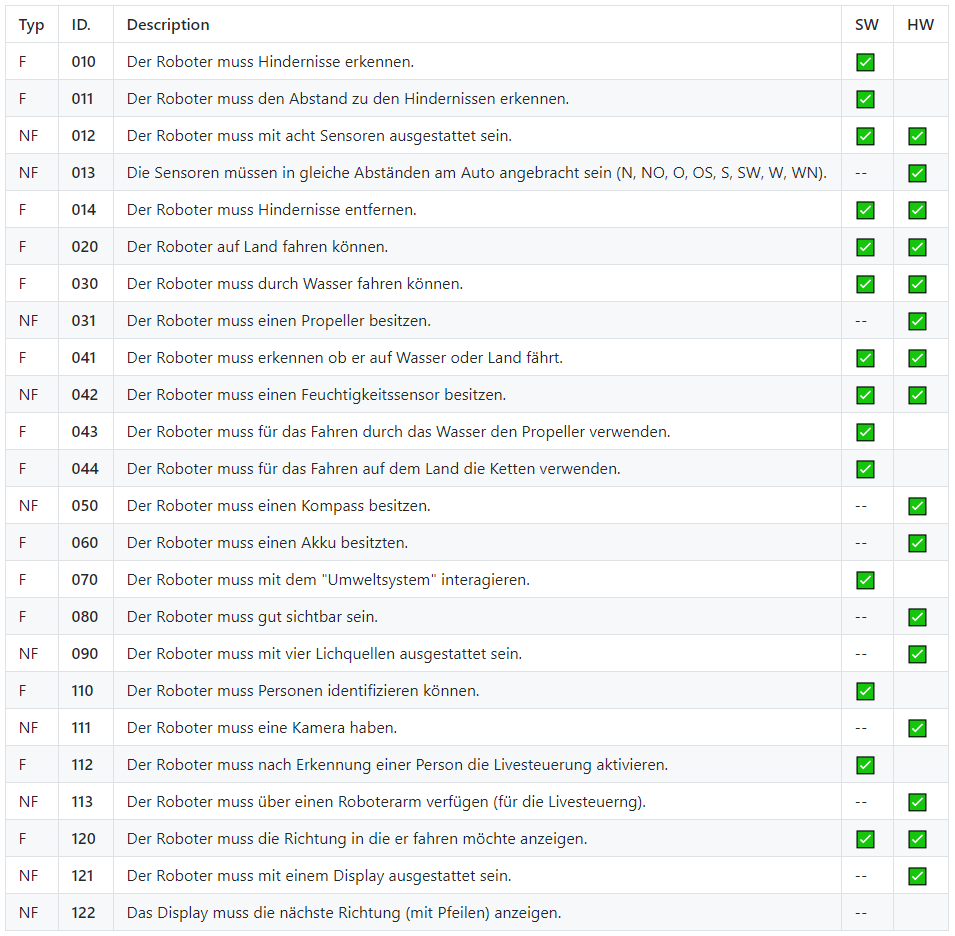 Typ ID. Description SW HW
F 010 Der Roboter muss Hindernisse erkennen. ✅
F 011 Der Roboter muss den Abstand zu den Hindernissen erkennen. ✅
NF 012 Der Roboter muss mit acht Sensoren ausgestattet sein. ✅ ✅
NF 013 Die Sensoren müssen in gleiche Abständen am Auto angebracht sein (N, NO, O, OS, S, SW, W, WN). -- ✅
F 014 Der Roboter muss Hindernisse entfernen. ✅ ✅
F 020 Der Roboter auf Land fahren können. ✅ ✅
F 030 Der Roboter muss durch Wasser fahren können. ✅ ✅
NF 031 Der Roboter muss einen Propeller besitzen. -- ✅
F 041 Der Roboter muss erkennen ob er auf Wasser oder Land fährt. ✅ ✅
NF 042 Der Roboter muss einen Feuchtigkeitssensor besitzen. ✅ ✅
F 043 Der Roboter muss für das Fahren durch das Wasser den Propeller verwenden. ✅
F 044 Der Roboter muss für das Fahren auf dem Land die Ketten verwenden. ✅
NF 050 Der Roboter muss einen Kompass besitzen. -- ✅
F 060 Der Roboter muss einen Akku besitzten. -- ✅
F 070 Der Roboter muss mit dem "Umweltsystem" interagieren. ✅
F 080 Der Roboter muss gut sichtbar sein. -- ✅
NF 090 Der Roboter muss mit vier Lichquellen ausgestattet sein. -- ✅
F 110 Der Roboter muss Personen identifizieren können. ✅
NF 111 Der Roboter muss eine Kamera haben. -- ✅
F 112 Der Roboter muss nach Erkennung einer Person die Livesteuerung aktivieren. ✅
NF 113 Der Roboter muss über einen Roboterarm verfügen (für die Livesteuerng). -- ✅
F 120 Der Roboter muss die Richtung in die er fahren möchte anzeigen. ✅ ✅
NF 121 Der Roboter muss mit einem Display ausgestattet sein. -- ✅
NF 122 Das Display muss die nächste Richtung (mit Pfeilen) anzeigen. --